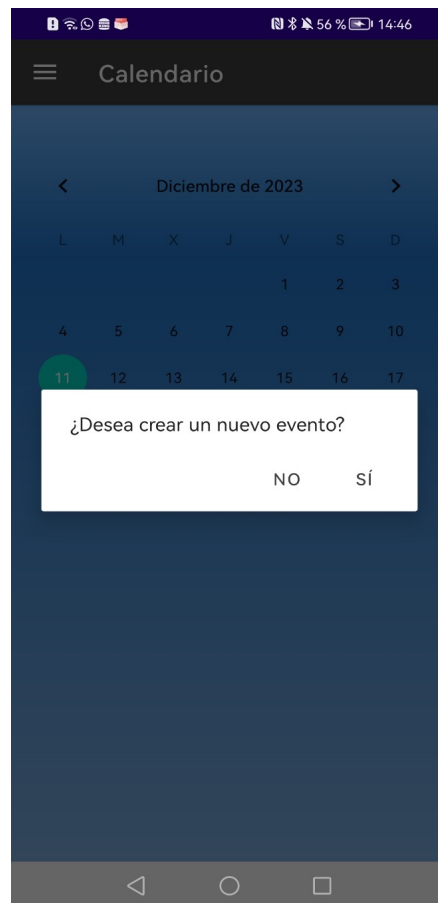 56 % 14:46
Calendario
Diciembre de 2023
L M X J V S D
1 2 3
4 5 6 7 8 9 10
11 12 13 14 15 16 17
¿Desea crear un nuevo evento?
NO SÍ